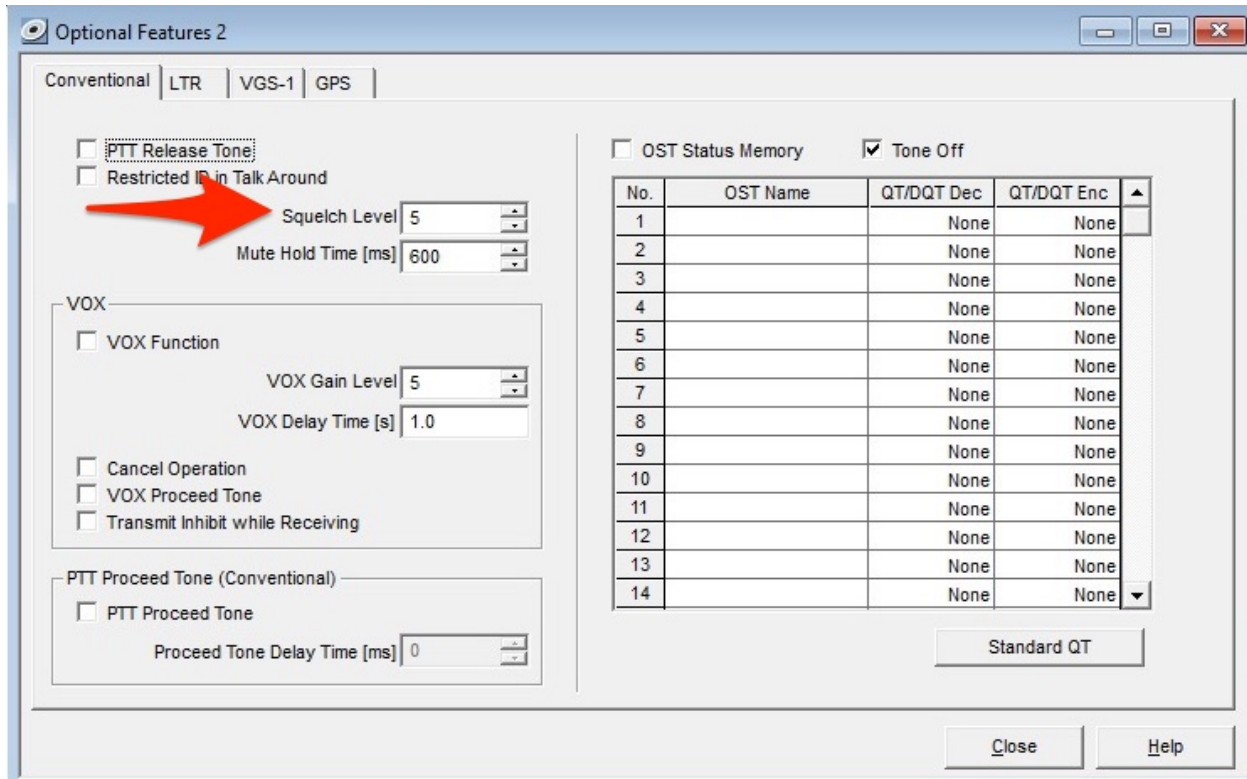 Optional Features 2
Conventional LTR VGS-1 GPS
PTT Release Tone
Restricted ID in Talk Around
Squelch Level 5
Mute Hold Time [ms] 600
VOX
VOX Function
VOX Gain Level 5
VOX Delay Time [s] 1.0
Cancel Operation
VOX Proceed Tone
Transmit Inhibit while Receiving
PTT Proceed Tone (Conventional)
PTT Proceed Tone
Proceed Tone Delay Time [ms] 0
OST Status Memory Tone Off
No. OST Name QT/DQT Dec QT/DQT Enc
1 None None
2 None None
3 None None
4 None None
5 None None
6 None None
7 None None
8 None None
9 None None
10 None None
11 None None
12 None None
13 None None
14 None None
Standard QT
Close Help